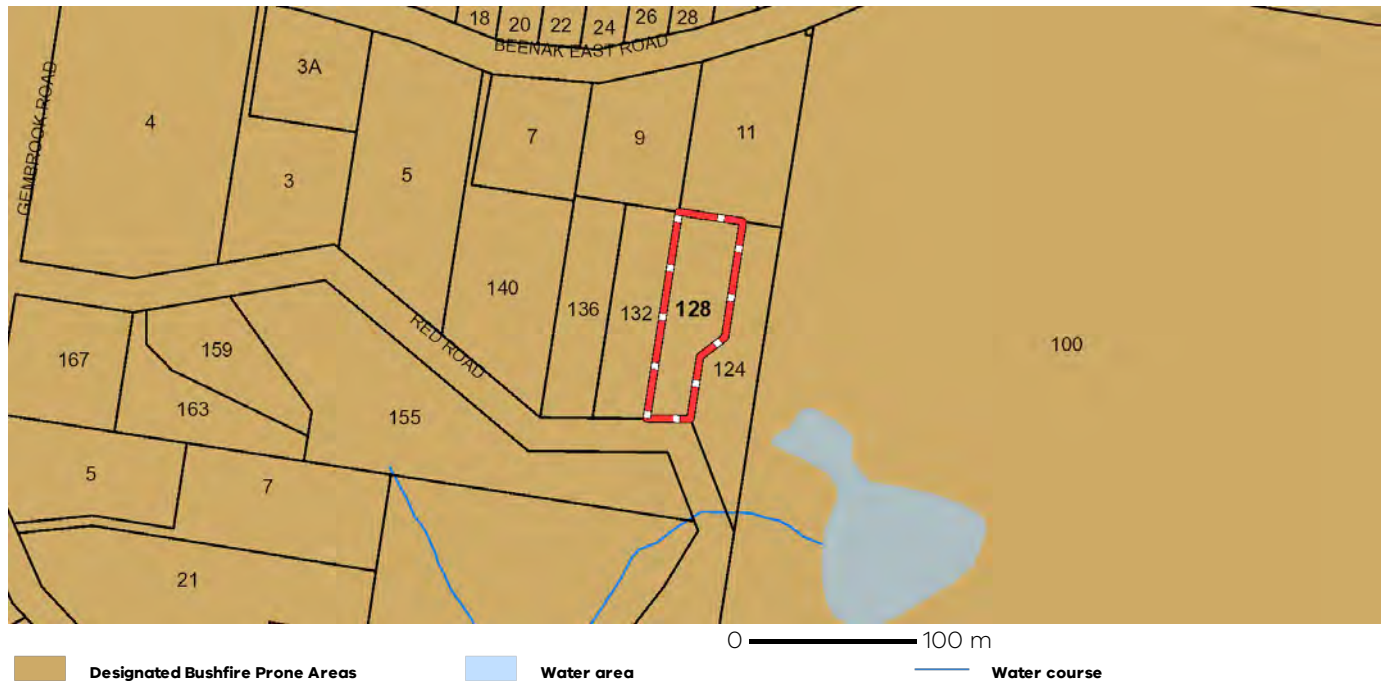 18 20 22 24 26 28
BEENAK EAST ROAD
GEMBROOK ROAD
3A
4
3
5
7
9
11
140
136
132
128
124
100
RED ROAD
167
159
163
155
5
7
21
0 100 m
Designated Bushfire Prone Areas Water area Water course